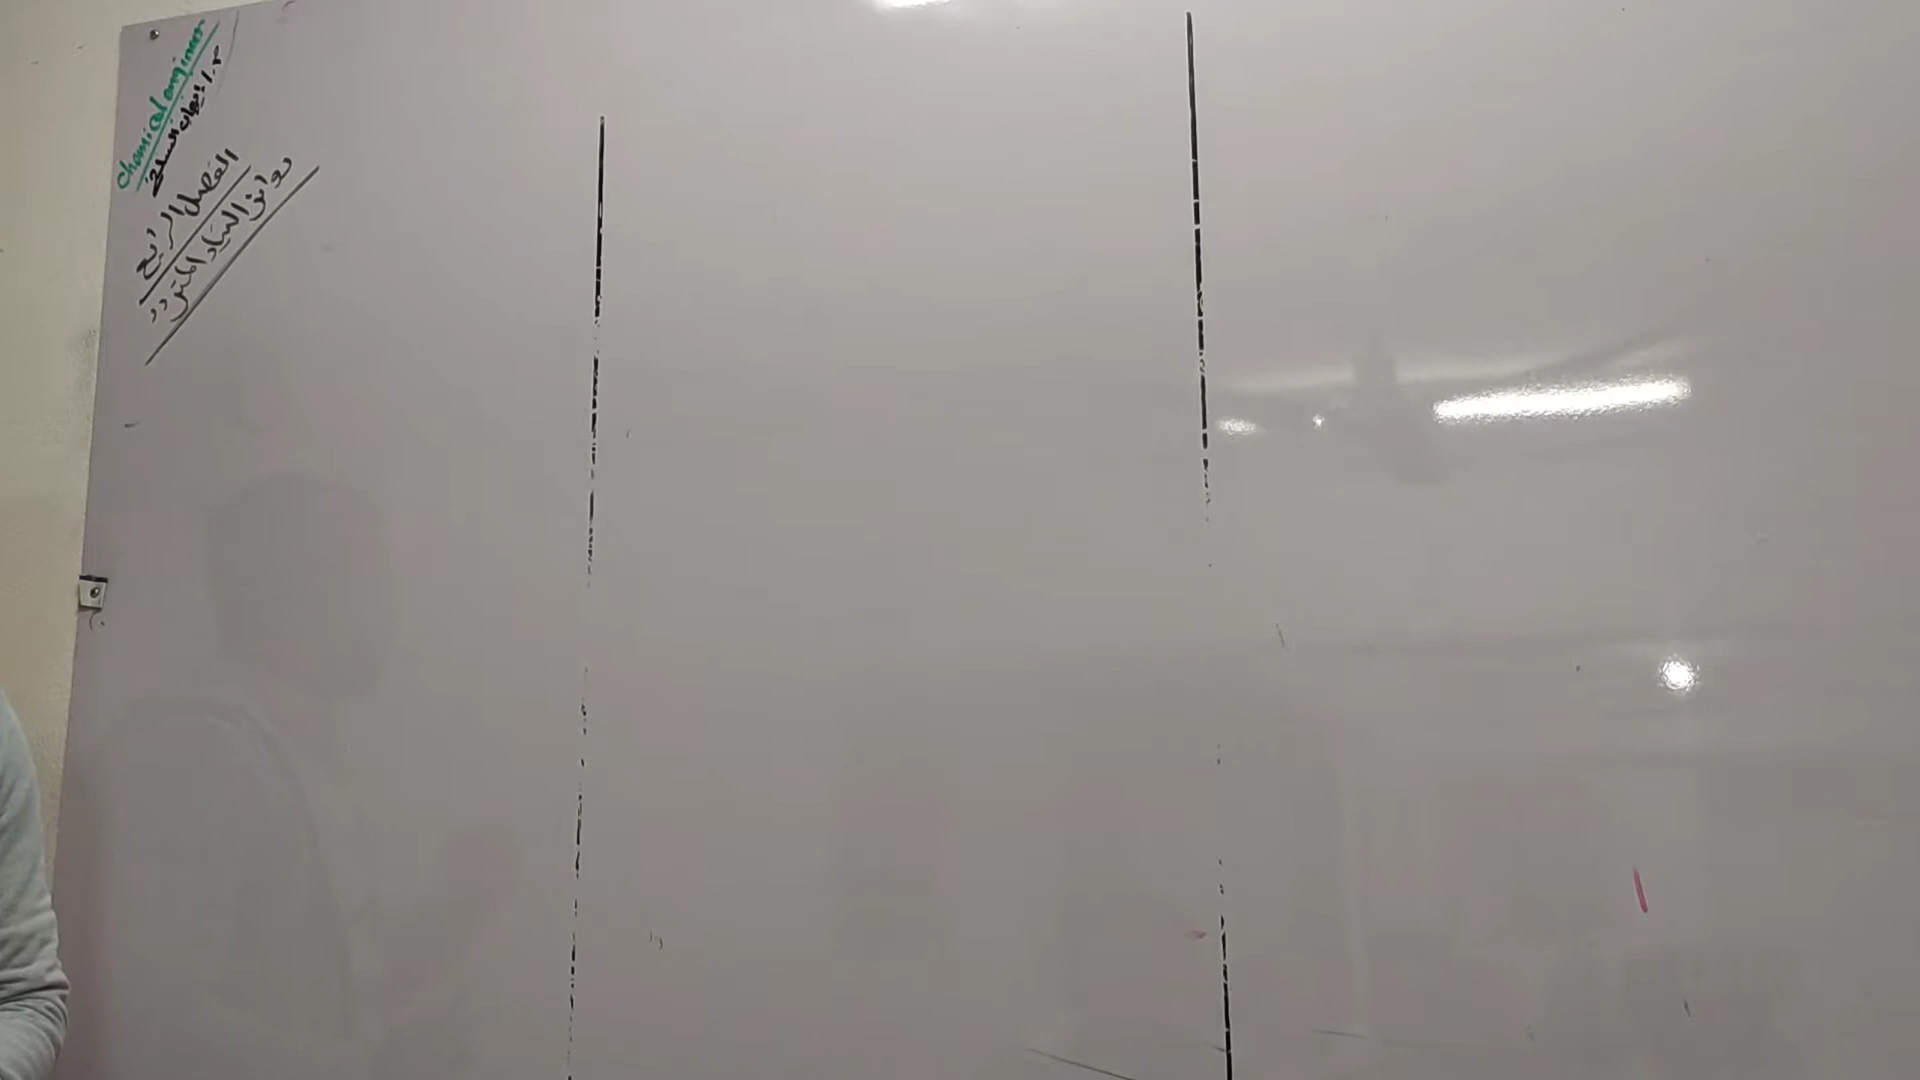 chemical engineer
الفصل الرابع
دوائر التيار المتردد